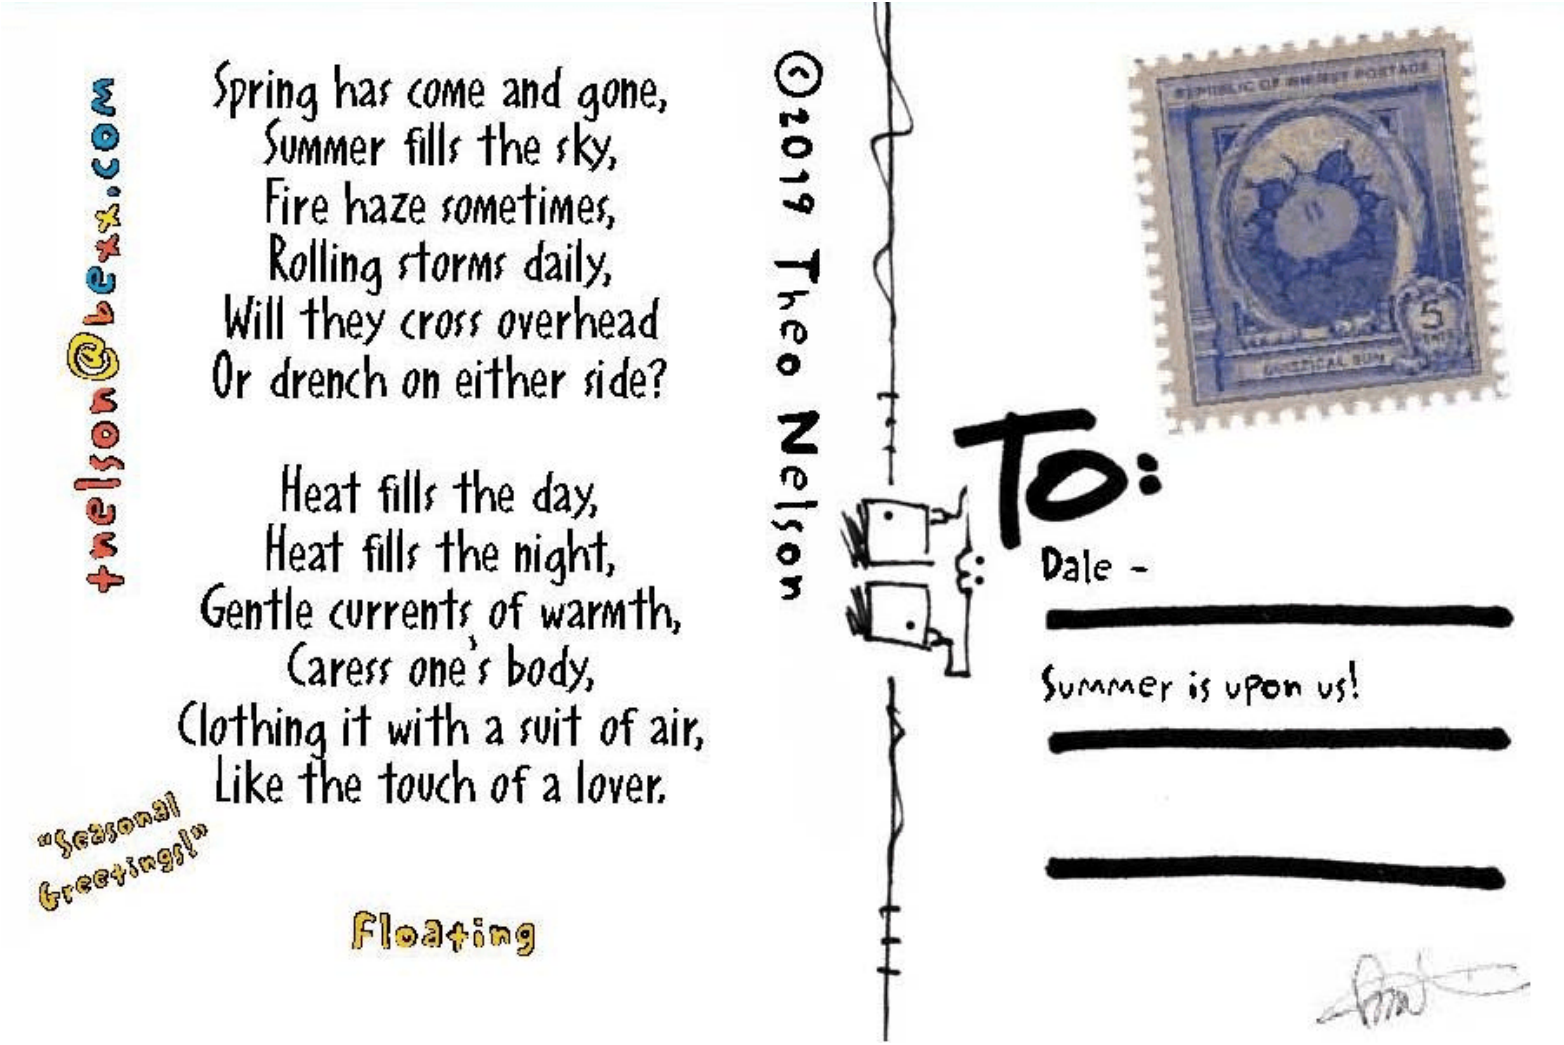 tnelson@bexx.com
Spring has come and gone,
Summer fills the sky,
Fire haze sometimes,
Rolling storms daily,
Will they cross overhead
Or drench on either side?
Heat fills the day,
Heat fills the night,
Gentle currents of warmth,
Caress one's body,
Clothing it with a suit of air,
Like the touch of a lover.
"Seasonal
Greetings!"
Floating
©2019 Theo Nelson
REPUBLIC OF POSTAGE
5
CENTS
MYSTICAL SUN
To:
Dale -
Summer is upon us!